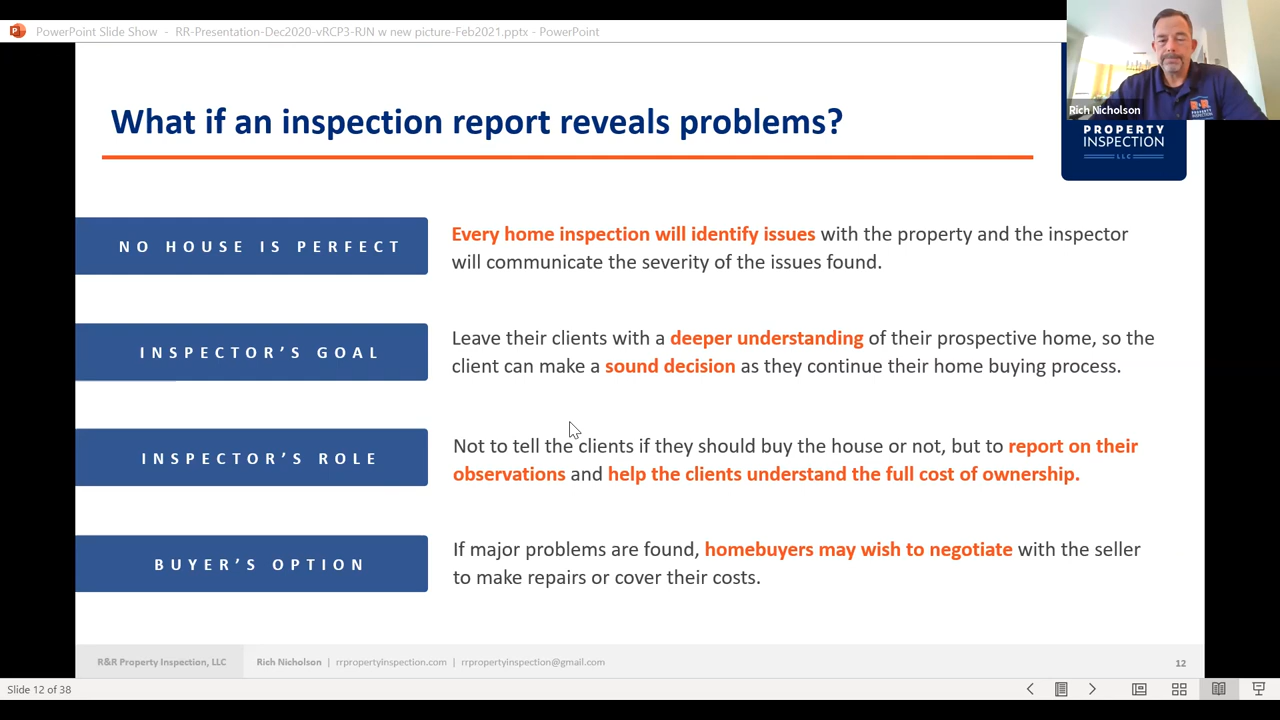 PowerPoint Slide Show - RR-Presentation-Dec2020-vRCP3-RJN w new picture-Feb2021.pptx - PowerPoint
Rich Nicholson
What if an inspection report reveals problems?
PROPERTY
INSPECTION
LLC
NO HOUSE IS PERFECT
Every home inspection will identify issues with the property and the inspector
will communicate the severity of the issues found.
INSPECTOR'S GOAL
Leave their clients with a deeper understanding of their prospective home, so the
client can make a sound decision as they continue their home buying process.
INSPECTOR'S ROLE
Not to tell the clients if they should buy the house or not, but to report on their
observations and help the clients understand the full cost of ownership.
BUYER'S OPTION
If major problems are found, homebuyers may wish to negotiate with the seller
to make repairs or cover their costs.
R&R Property Inspection, LLC
Rich Nicholson | rrpropertyinspection.com | rrpropertyinspection@gmail.com
12
Slide 12 of 38